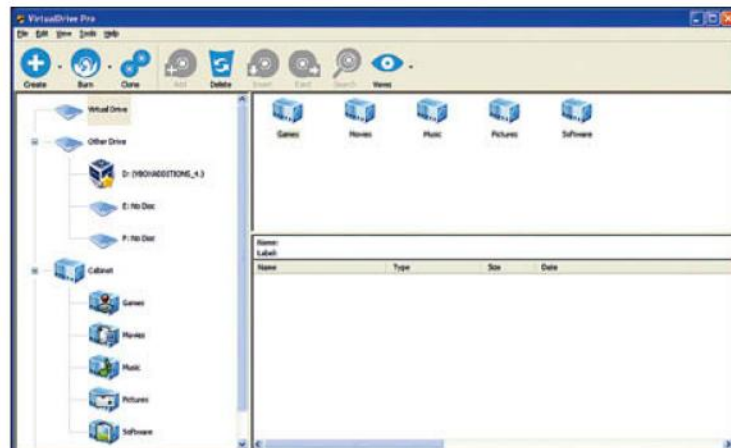 VirtualDrive Pro
File Edit View Tools Help
Create Burn Clone Add Delete Insert Eject Search Views
Virtual Drive
Other Drive
D: (VBOXADDITIONS_4.)
E: No Disc
F: No Disc
Cabinet
Games
Movies
Music
Pictures
Software
Games Movies Music Pictures Software
Name:
Label:
Name Type Size Date